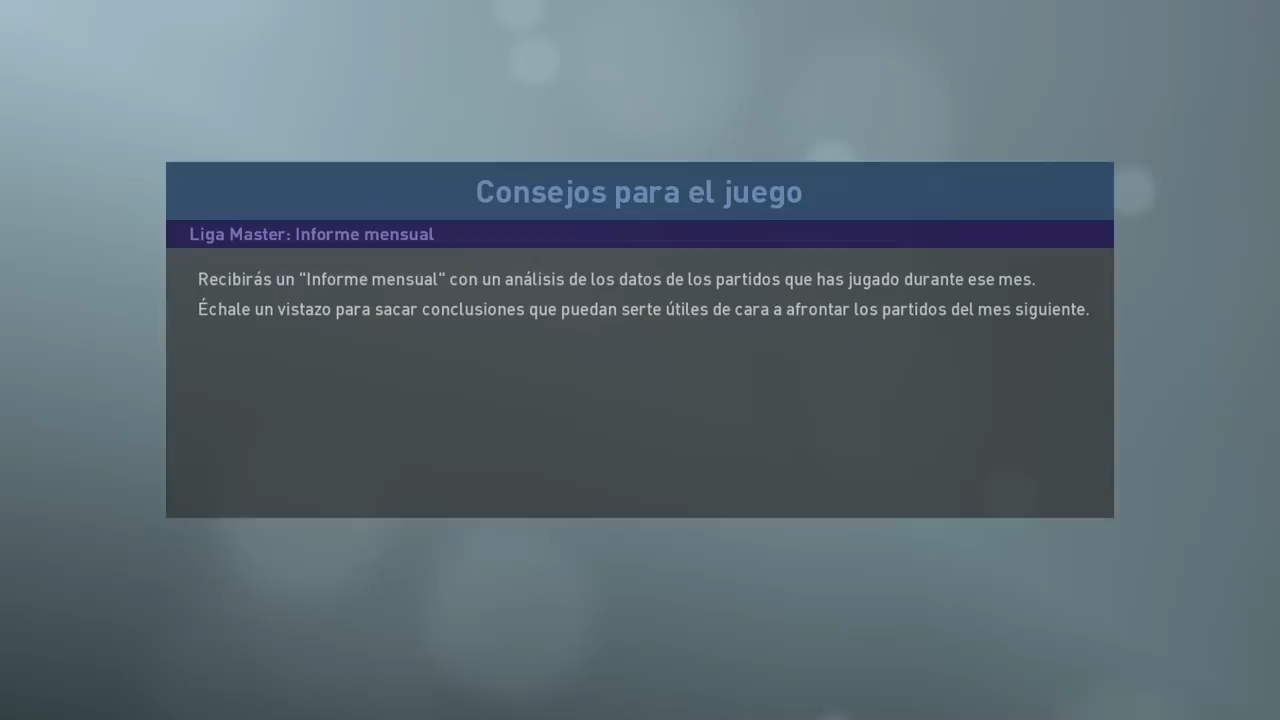 Consejos para el juego
Liga Master: Informe mensual
Recibirás un "Informe mensual" con un análisis de los datos de los partidos que has jugado durante ese mes.
Échale un vistazo para sacar conclusiones que puedan serte útiles de cara a afrontar los partidos del mes siguiente.